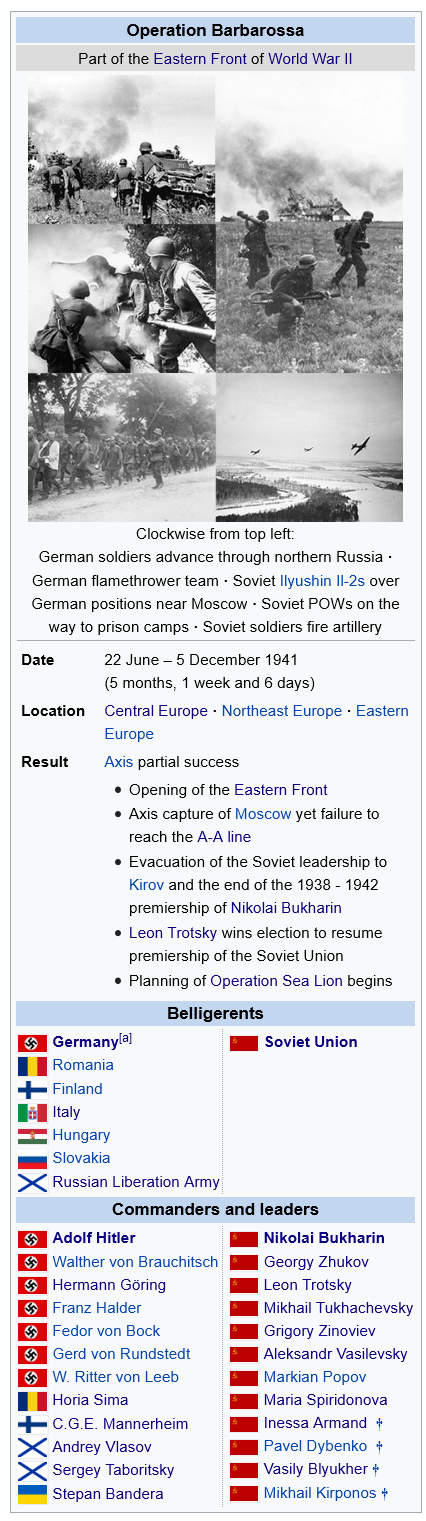 Operation Barbarossa
Part of the Eastern Front of World War II
Clockwise from top left:
German soldiers advance through northern Russia ·
German flamethrower team · Soviet Ilyushin Il-2s over
German positions near Moscow · Soviet POWs on the
way to prison camps · Soviet soldiers fire artillery
Date 22 June – 5 December 1941
(5 months, 1 week and 6 days)
Location Central Europe · Northeast Europe · Eastern
Europe
Result Axis partial success
• Opening of the Eastern Front
• Axis capture of Moscow yet failure to
reach the A-A line
• Evacuation of the Soviet leadership to
Kirov and the end of the 1938 - 1942
premiership of Nikolai Bukharin
• Leon Trotsky wins election to resume
premiership of the Soviet Union
• Planning of Operation Sea Lion begins
Belligerents
Germany[a] Soviet Union
Romania
Finland
Italy
Hungary
Slovakia
Russian Liberation Army
Commanders and leaders
Adolf Hitler Nikolai Bukharin
Walther von Brauchitsch Georgy Zhukov
Hermann Göring Leon Trotsky
Franz Halder Mikhail Tukhachevsky
Fedor von Bock Grigory Zinoviev
Gerd von Rundstedt Aleksandr Vasilevsky
W. Ritter von Leeb Markian Popov
Horia Sima Maria Spiridonova
C.G.E. Mannerheim Inessa Armand ‡
Andrey Vlasov Pavel Dybenko ‡
Sergey Taboritsky Vasily Blyukher ‡
Stepan Bandera Mikhail Kirponos ‡